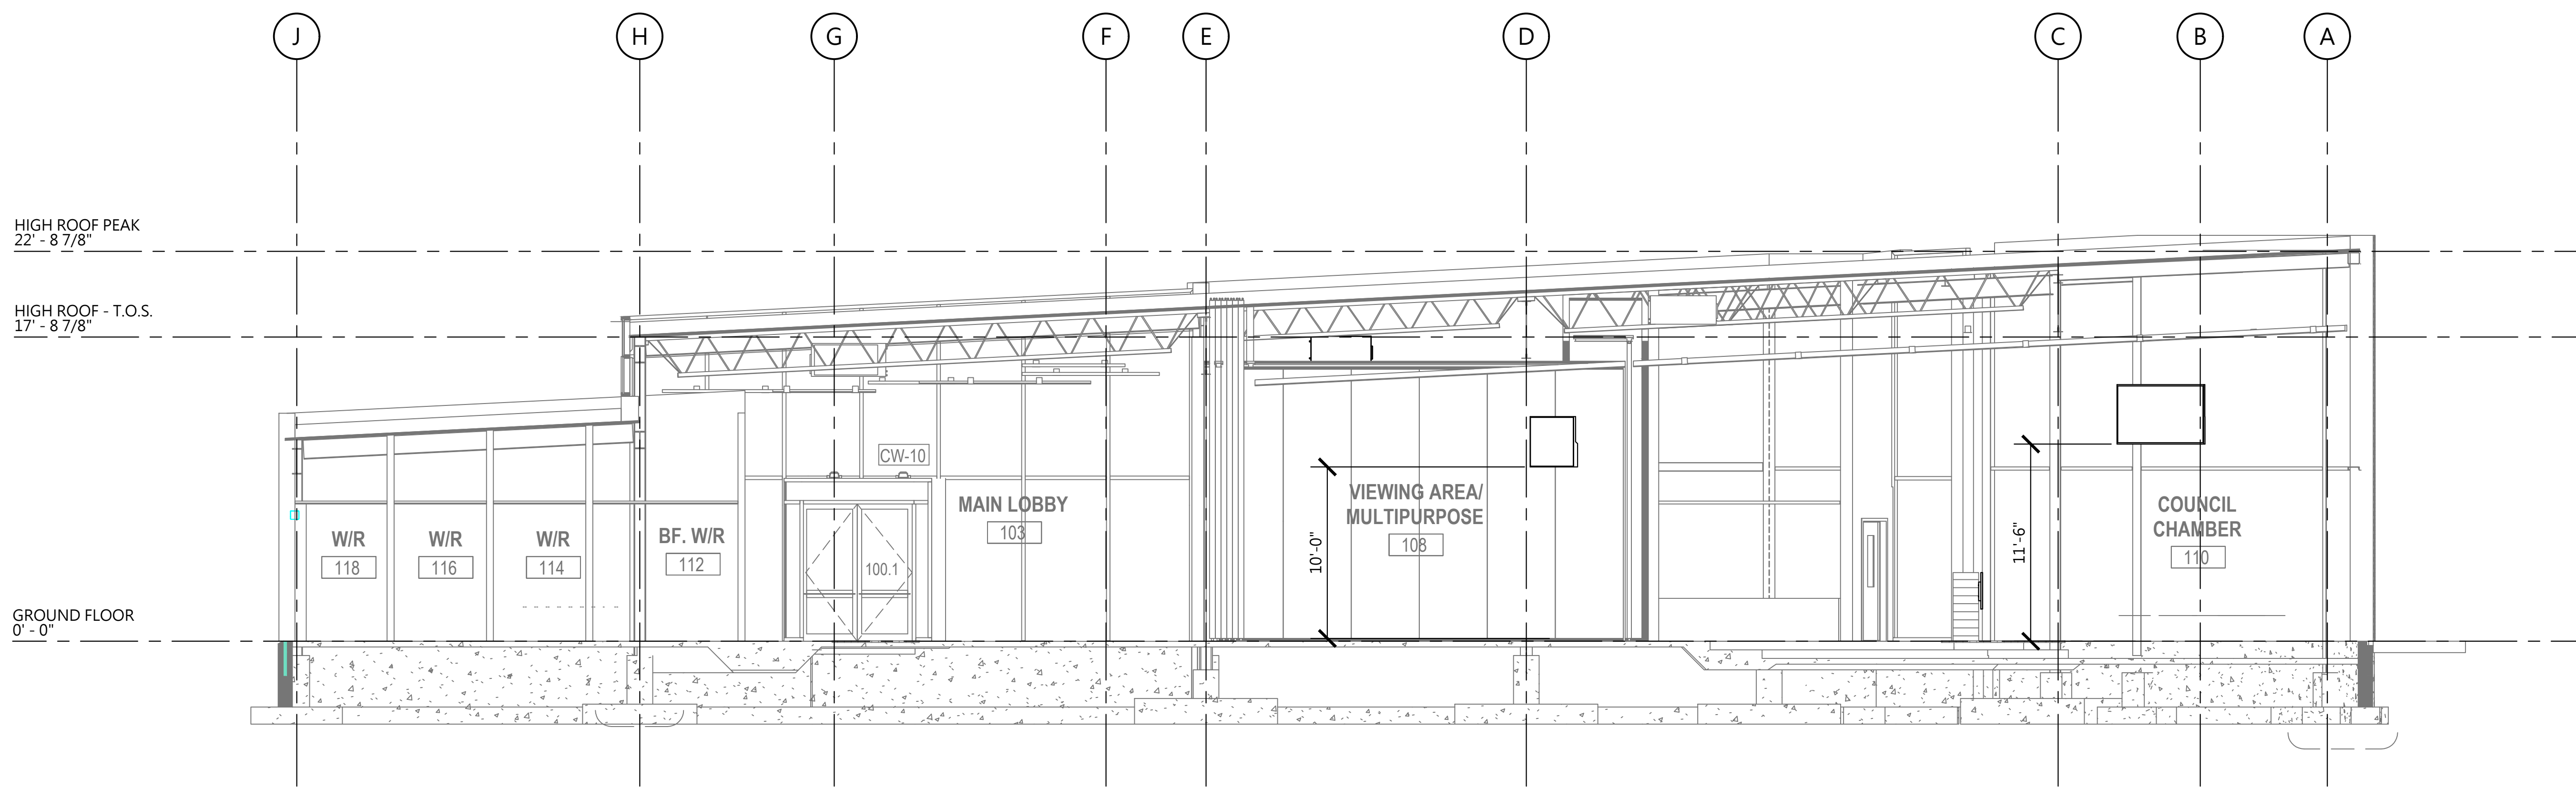 J
H
G
F
E
D
C
B
A
HIGH ROOF PEAK
22' - 8 7/8"
HIGH ROOF - T.O.S.
17' - 8 7/8"
CW-10
VIEWING AREA/
MULTIPURPOSE
108
MAIN LOBBY
103
COUNCIL
CHAMBER
110
W/R
118
W/R
116
W/R
114
BF. W/R
112
100.1
10'-0"
11'-6"
GROUND FLOOR
0' - 0"